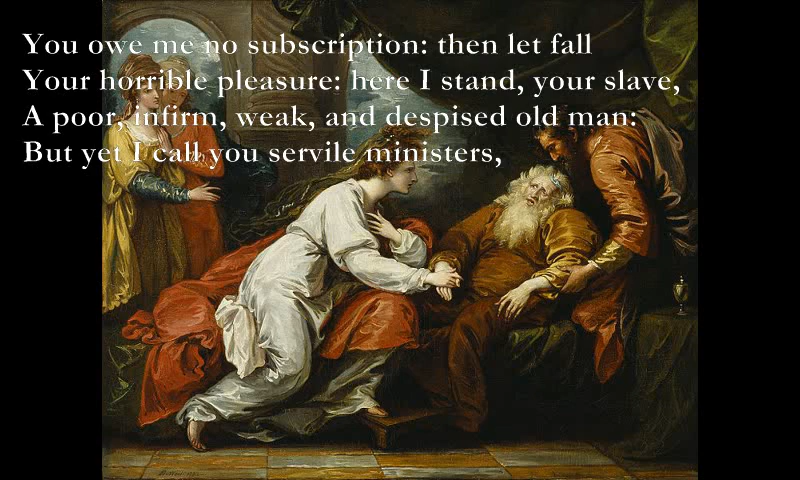 You owe me no subscription: then let fall
Your horrible pleasure: here I stand, your slave,
A poor, infirm, weak, and despised old man:
But yet I call you servile ministers,